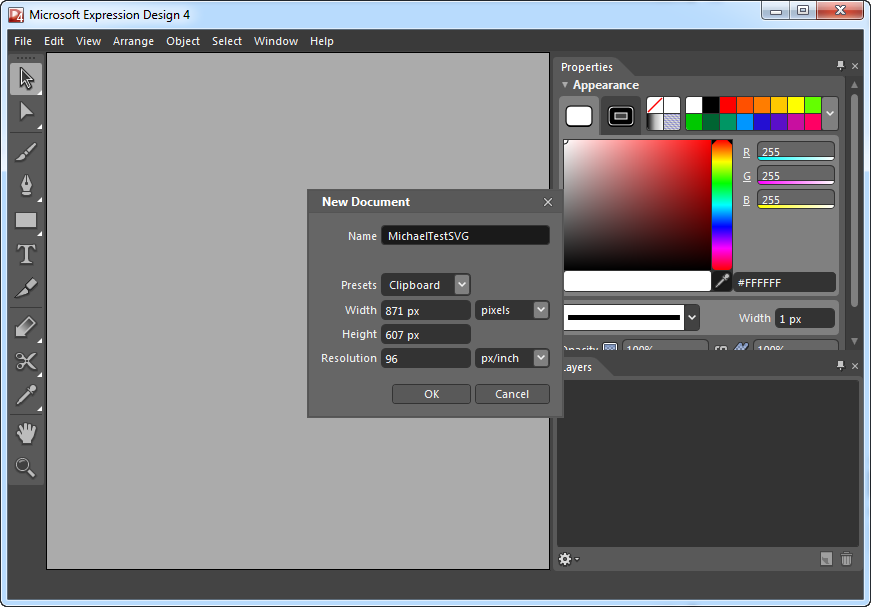 Microsoft Expression Design 4
File Edit View Arrange Object Select Window Help
Properties
Appearance
R 255
G 255
B 255
#FFFFFF
Width 1 px
Opacity 100% 100%
Layers
New Document
Name MichaelTestSVG
Presets Clipboard
Width 871 px pixels
Height 607 px
Resolution 96 px/inch
OK Cancel